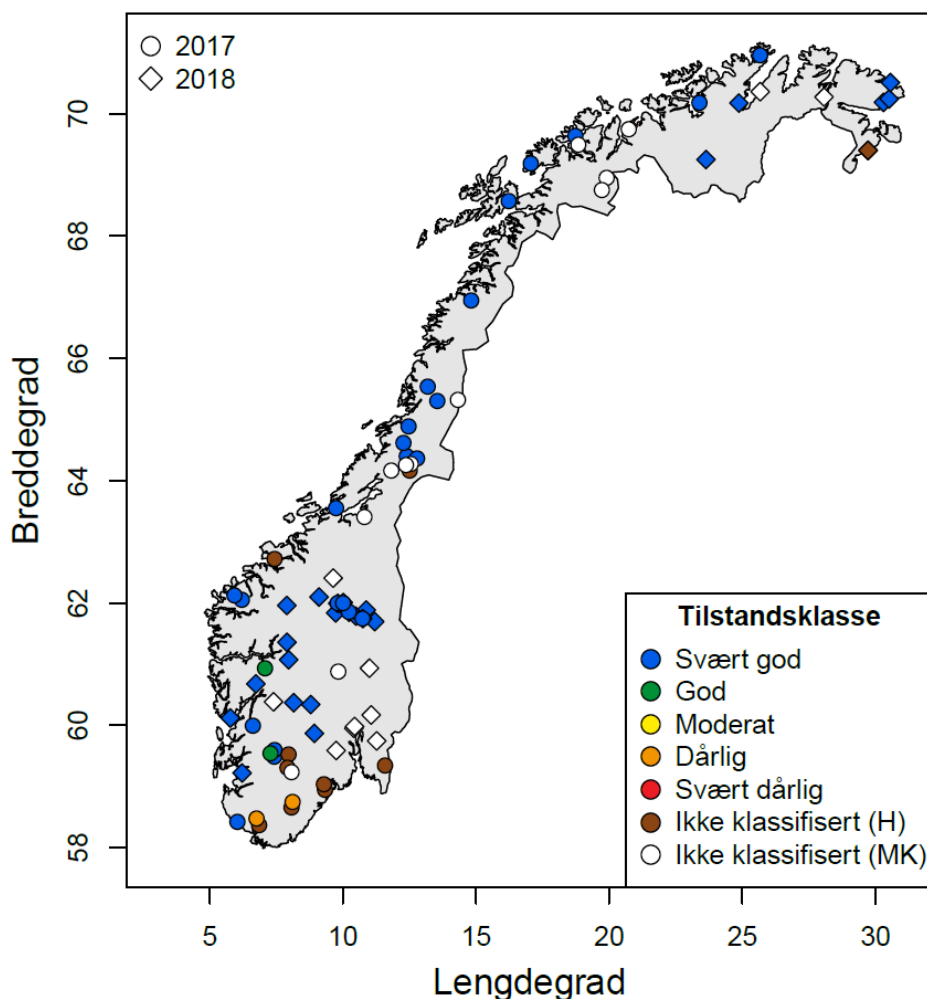 2017
2018
Breddegrad
70
68
66
64
62
60
58
Tilstandsklasse
Svært god
God
Moderat
Dårlig
Svært dårlig
Ikke klassifisert (H)
Ikke klassifisert (MK)
5 10 15 20 25 30
Lengdegrad